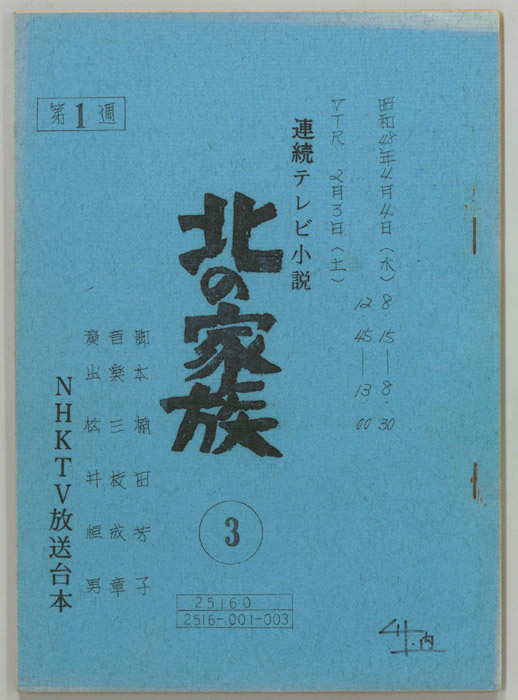 昭和48年4月4日(水) 8 15―8.30
12 45―13 00
VTR 2月3日(土)
連続テレビ小説
北の家族
3
第1週
脚本 楠田芳子
音楽 三枝成章
演出 松井恒男
NHKTV放送台本
25160
2516-001-003